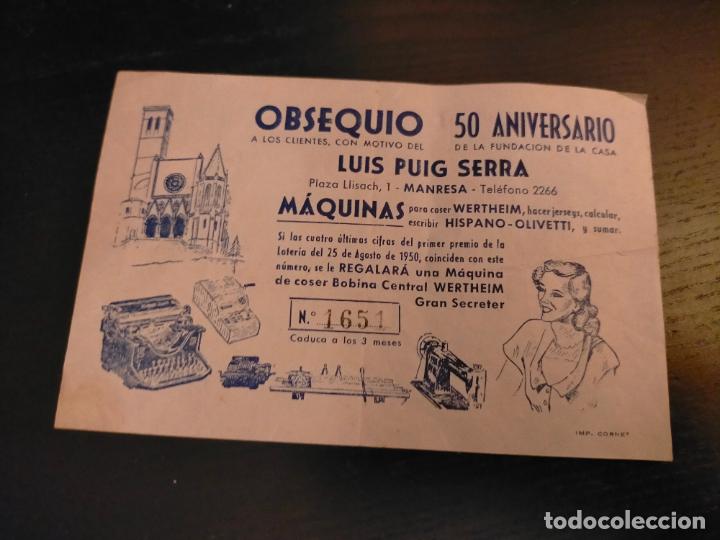 OBSEQUIO 50 ANIVERSARIO
A LOS CLIENTES, CON MOTIVO DEL DE LA FUNDACION DE LA CASA
LUIS PUIG SERRA
Plaza Llisach, 1 - MANRESA - Teléfono 2266
MÁQUINAS para coser WERTHEIM, hacer jerseys, calcular,
escribir HISPANO-OLIVETTI, y sumar.
Si las cuatro últimas cifras del primer premio de la
Lotería del 25 de Agosto de 1950, coinciden con este
número, se le REGALARÁ una Máquina
de coser Bobina Central WERTHEIM
Gran Secreter
N.º 1651
Caduca a los 3 meses
IMP. CORNET
todocoleccion.net